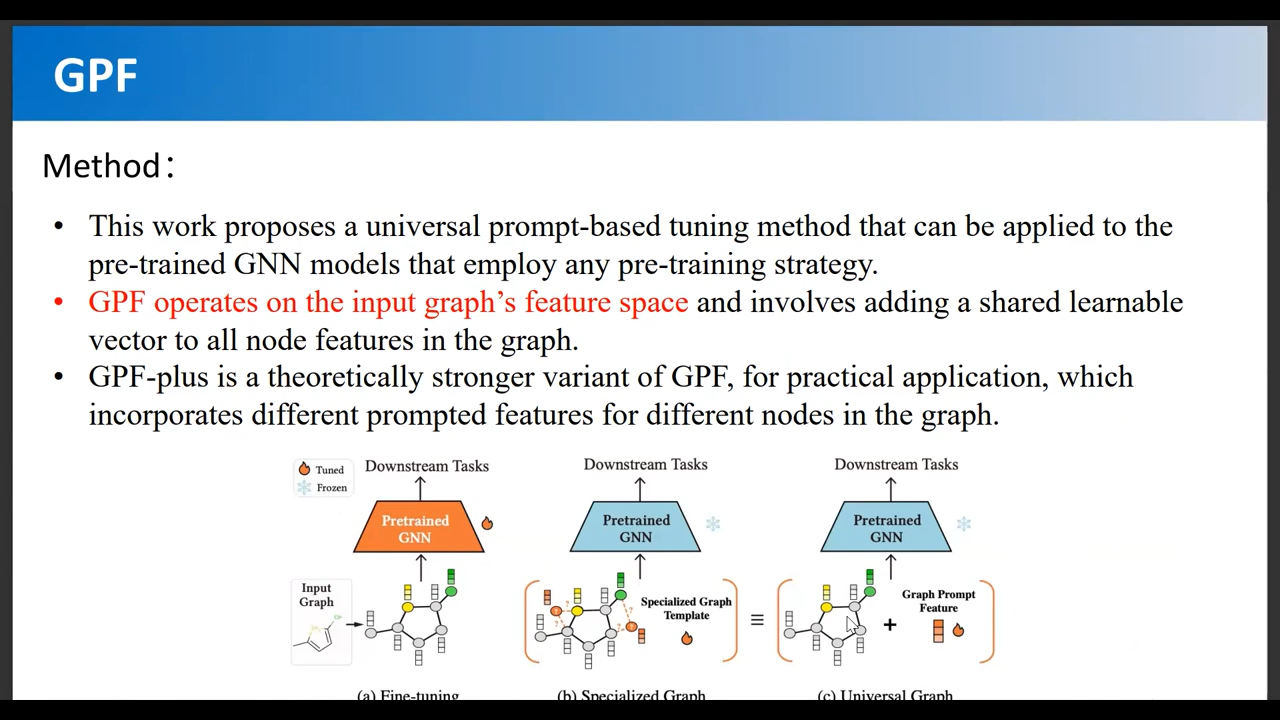 GPF
Method：
• This work proposes a universal prompt-based tuning method that can be applied to the
pre-trained GNN models that employ any pre-training strategy.
• GPF operates on the input graph’s feature space and involves adding a shared learnable
vector to all node features in the graph.
• GPF-plus is a theoretically stronger variant of GPF, for practical application, which
incorporates different prompted features for different nodes in the graph.
Tuned
Frozen
Downstream Tasks
Pretrained
GNN
Input
Graph
(a) Fine-tuning
Downstream Tasks
Pretrained
GNN
? ? ? ?
Specialized Graph
Template
(b) Specialized Graph
≡
Downstream Tasks
Pretrained
GNN
+
Graph Prompt
Feature
(c) Universal Graph